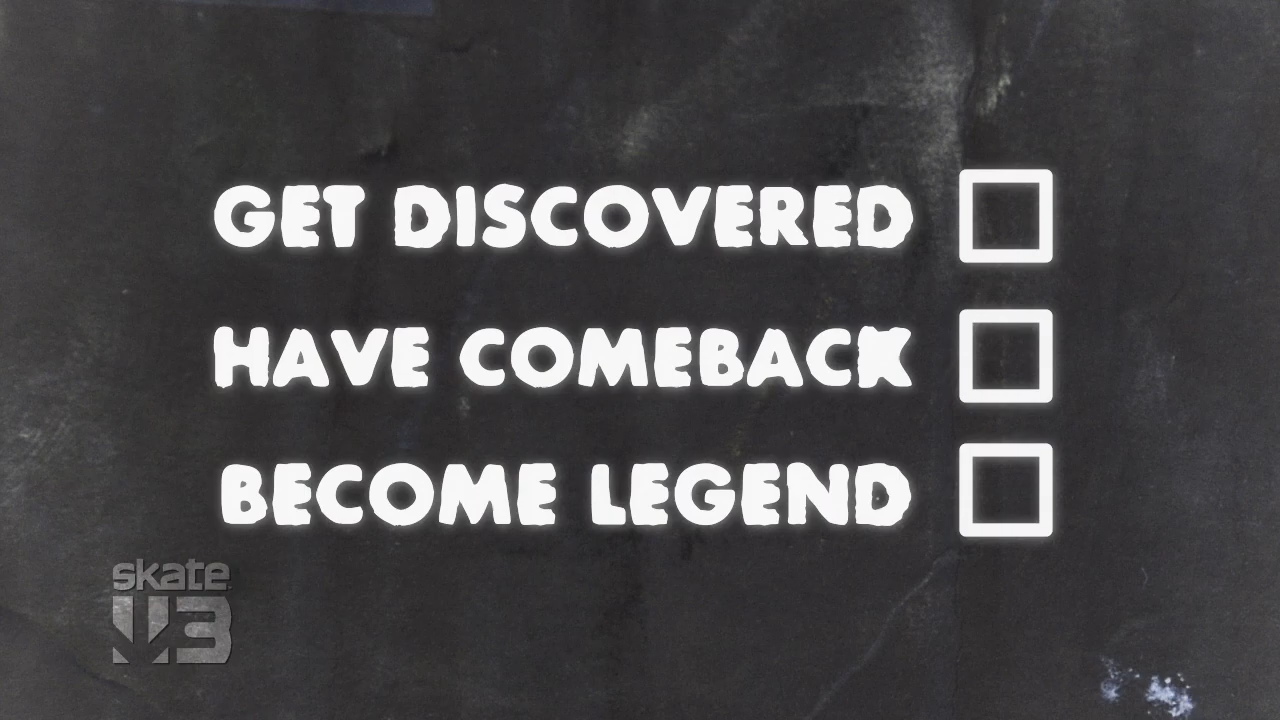 GET DISCOVERED
HAVE COMEBACK
BECOME LEGEND
skate
3